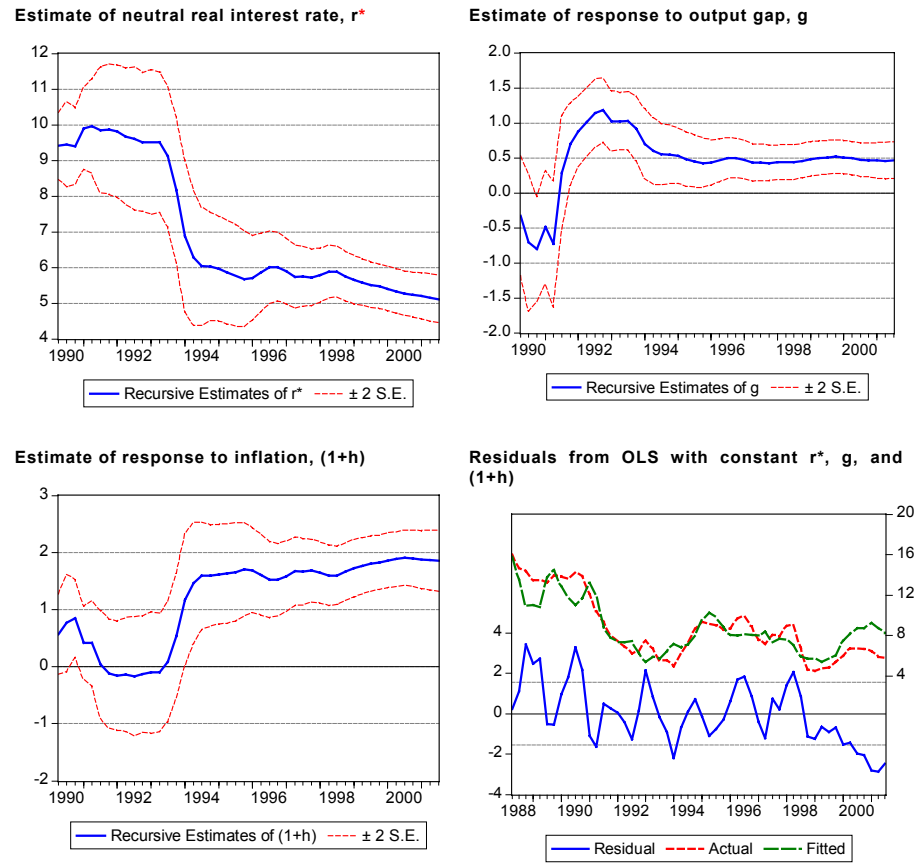 Estimate of neutral real interest rate, r*
12
11
10
9
8
7
6
5
4
1990 1992 1994 1996 1998 2000
Recursive Estimates of r* ± 2 S.E.
Estimate of response to output gap, g
2.0
1.5
1.0
0.5
0.0
-0.5
-1.0
-1.5
-2.0
1990 1992 1994 1996 1998 2000
Recursive Estimates of g ± 2 S.E.
Estimate of response to inflation, (1+h)
3
2
1
0
-1
-2
1990 1992 1994 1996 1998 2000
Recursive Estimates of (1+h) ± 2 S.E.
Residuals from OLS with constant r*, g, and
(1+h)
20
16
12
8
4
4
2
0
-2
-4
1988 1990 1992 1994 1996 1998 2000
Residual Actual Fitted